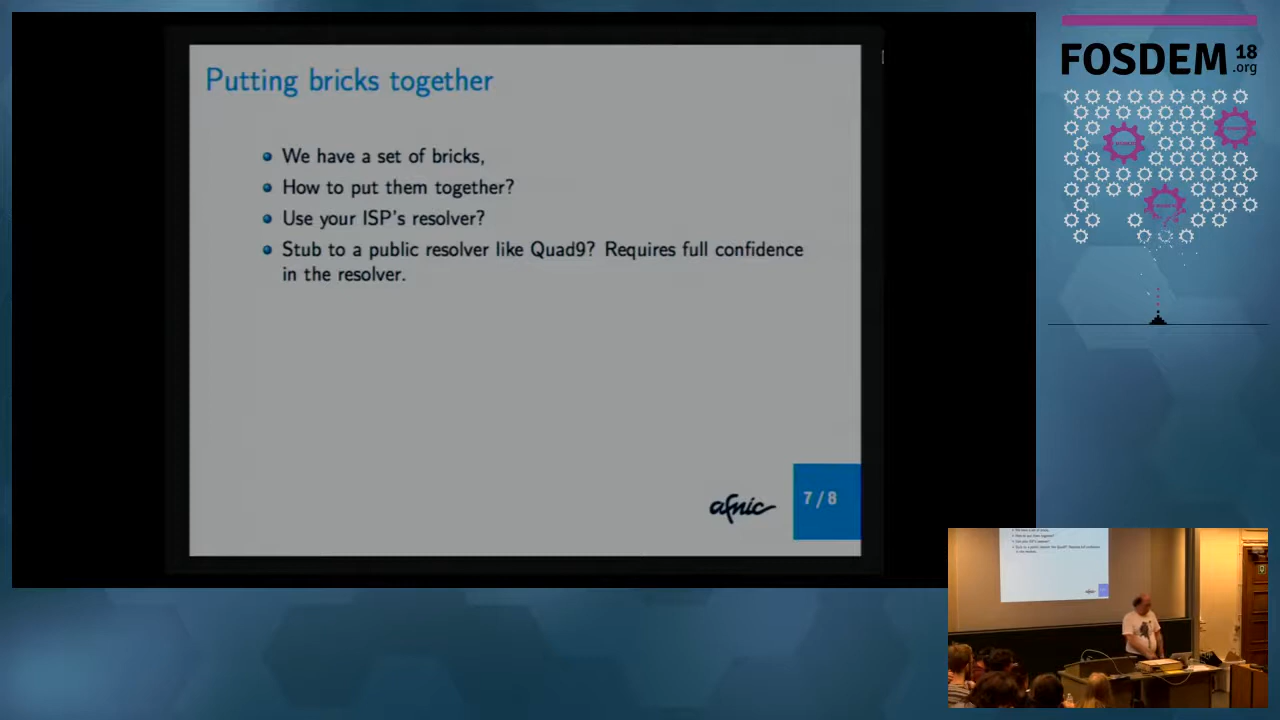 Putting bricks together
We have a set of bricks,
How to put them together?
Use your ISP's resolver?
Stub to a public resolver like Quad9? Requires full confidence
in the resolver.
afnic
7 / 8
FOSDEM 18
.org